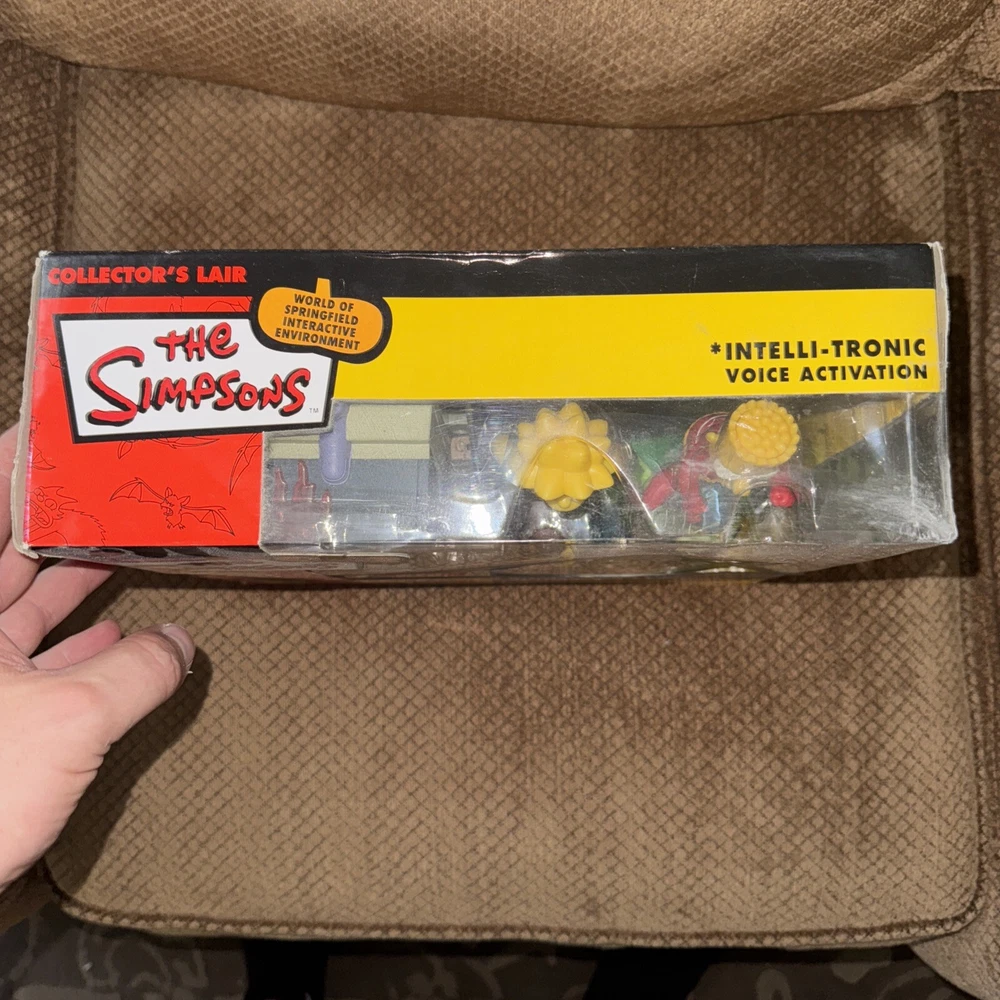 COLLECTOR'S LAIR
WORLD OF
SPRINGFIELD
INTERACTIVE
ENVIRONMENT
THE
SIMPSONS
TM
*INTELLI-TRONIC
VOICE ACTIVATION